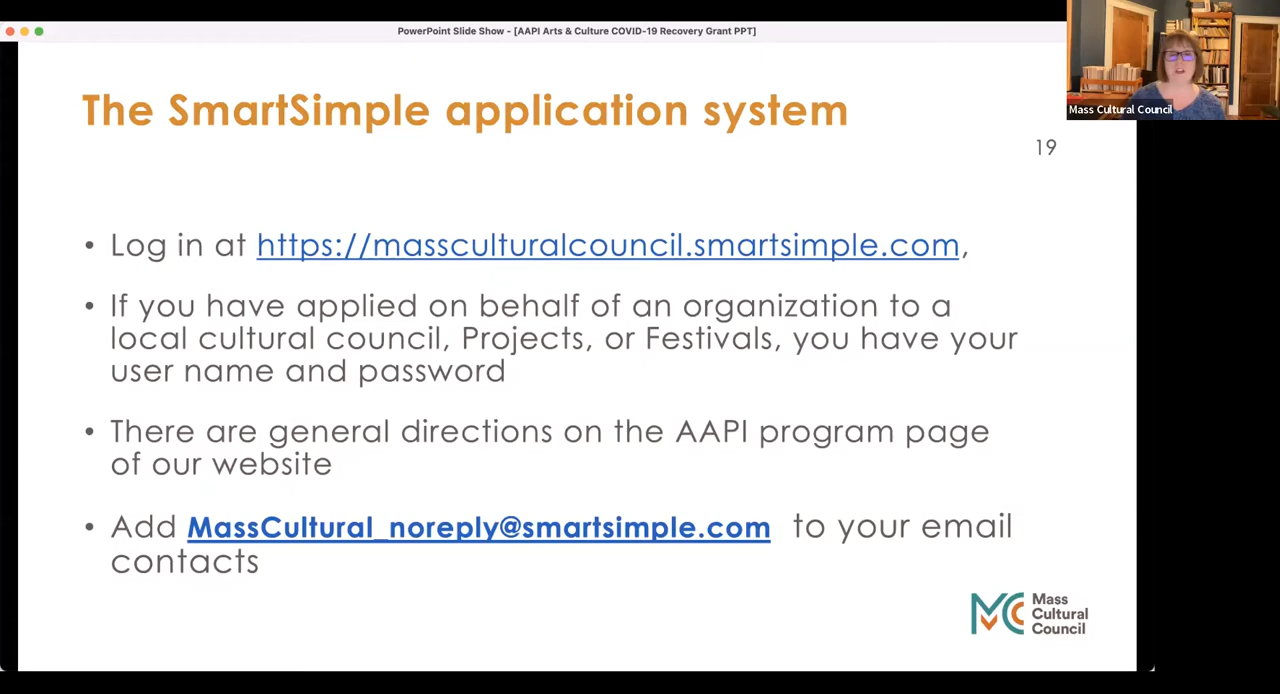 PowerPoint Slide Show - [AAPI Arts & Culture COVID-19 Recovery Grant PPT]
Mass Cultural Council
The SmartSimple application system
19
• Log in at https://massculturalcouncil.smartsimple.com,
• If you have applied on behalf of an organization to a
local cultural council, Projects, or Festivals, you have your
user name and password
• There are general directions on the AAPI program page
of our website
• Add MassCultural_noreply@smartsimple.com to your email
contacts
MCC
Mass
Cultural
Council